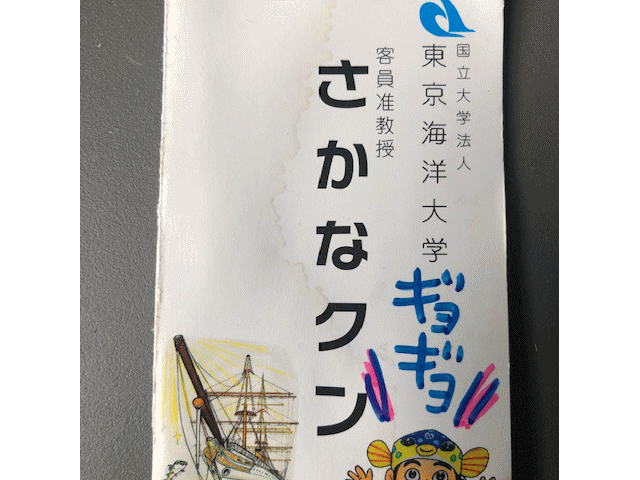 国立大学法人
東京海洋大学
客員准教授
さかなクン
ギョギョ